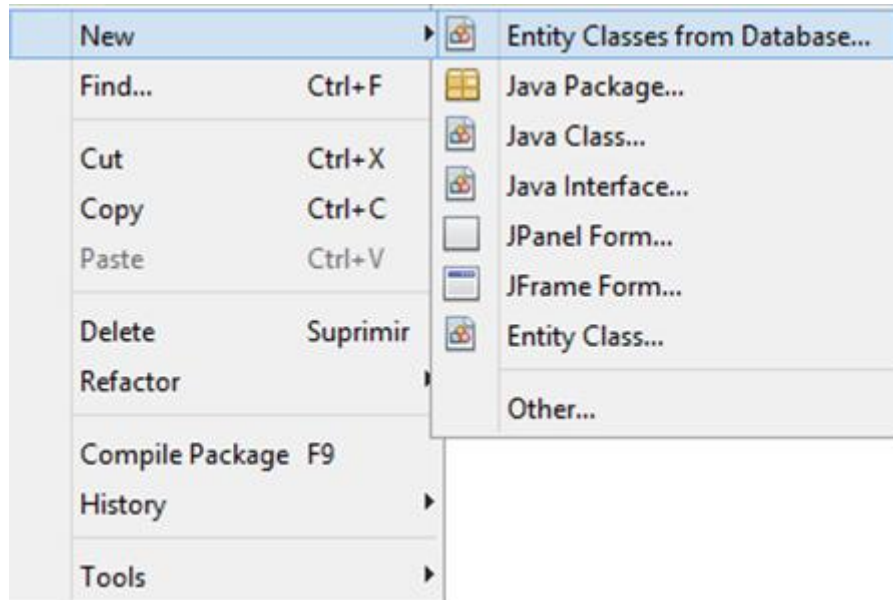 New
Find... Ctrl+F
Cut Ctrl+X
Copy Ctrl+C
Paste Ctrl+V
Delete Suprimir
Refactor
Compile Package F9
History
Tools
Entity Classes from Database...
Java Package...
Java Class...
Java Interface...
JPanel Form...
JFrame Form...
Entity Class...
Other...